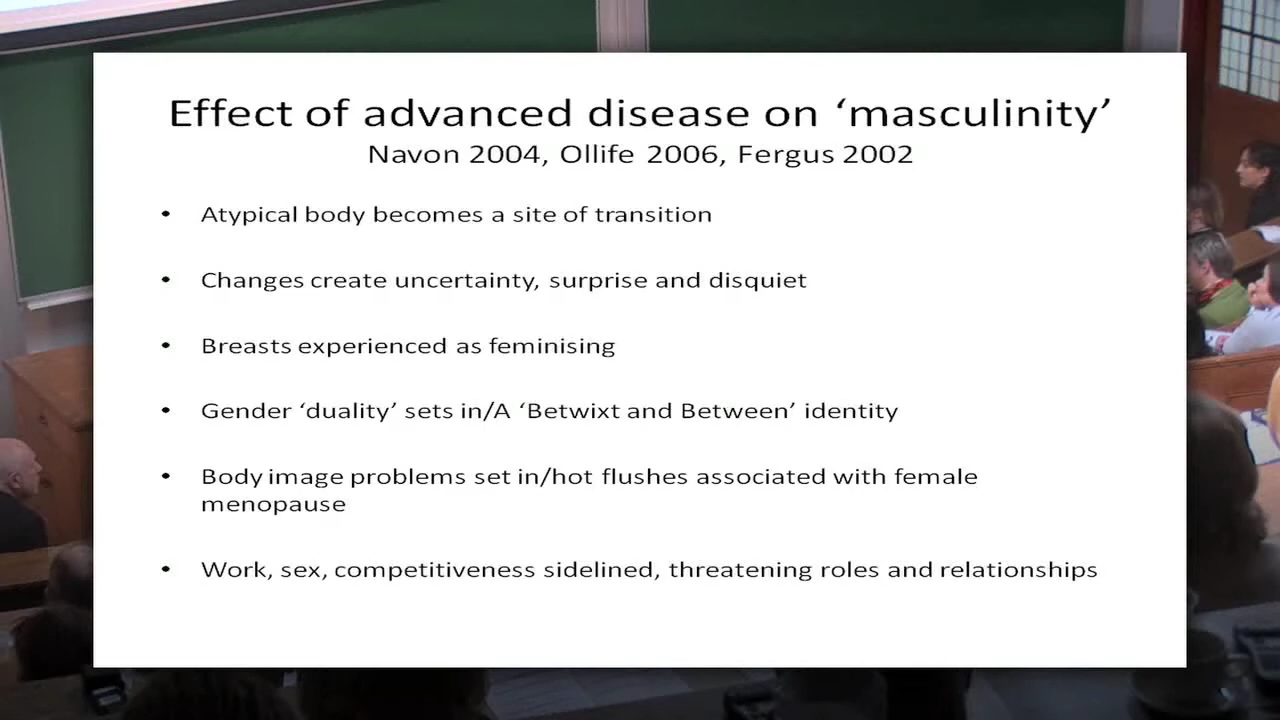 Effect of advanced disease on ‘masculinity’
Navon 2004, Ollife 2006, Fergus 2002
• Atypical body becomes a site of transition
• Changes create uncertainty, surprise and disquiet
• Breasts experienced as feminising
• Gender ‘duality’ sets in/A ‘Betwixt and Between’ identity
• Body image problems set in/hot flushes associated with female
menopause
• Work, sex, competitiveness sidelined, threatening roles and relationships